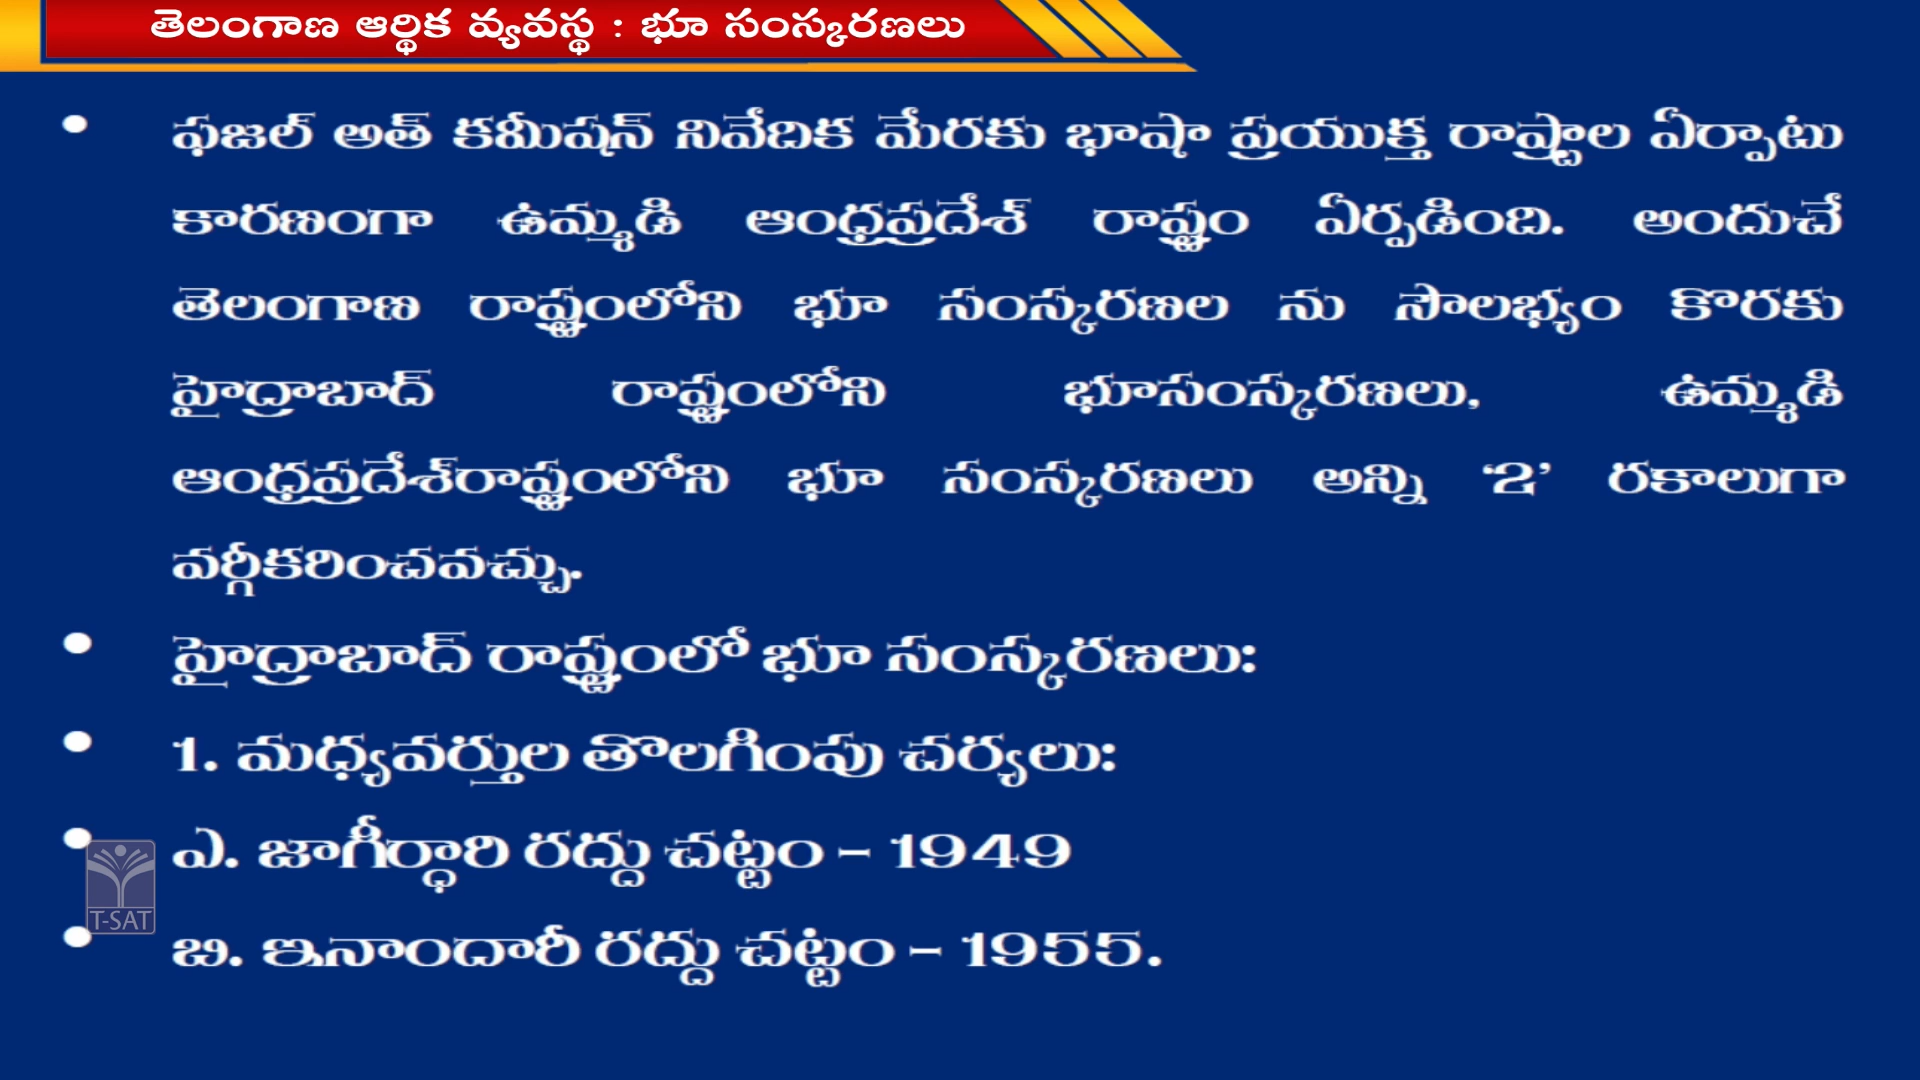 తెలంగాణ ఆర్థిక వ్యవస్థ : భూ సంస్కరణలు
• ఫజల్ అత్ కమీషన్ నివేదిక మేరకు భాషా ప్రయుక్త రాష్ట్రాల ఏర్పాటు
కారణంగా ఉమ్మడి ఆంధ్రప్రదేశ్ రాష్ట్రం ఏర్పడింది. అందుచే
తెలంగాణ రాష్ట్రంలోని భూ సంస్కరణల ను సౌలభ్యం కొరకు
హైద్రాబాద్ రాష్ట్రంలోని భూసంస్కరణలు, ఉమ్మడి
ఆంధ్రప్రదేశ్‌రాష్ట్రంలోని భూ సంస్కరణలు అన్ని ‘2’ రకాలుగా
వర్గీకరించవచ్చు.
• హైద్రాబాద్ రాష్ట్రంలో భూ సంస్కరణలు:
• 1. మధ్యవర్తుల తొలగింపు చర్యలు:
• ఎ. జాగీర్ధారి రద్దు చట్టం – 1949
• బి. ఇనాందారీ రద్దు చట్టం – 1955.
T-SAT